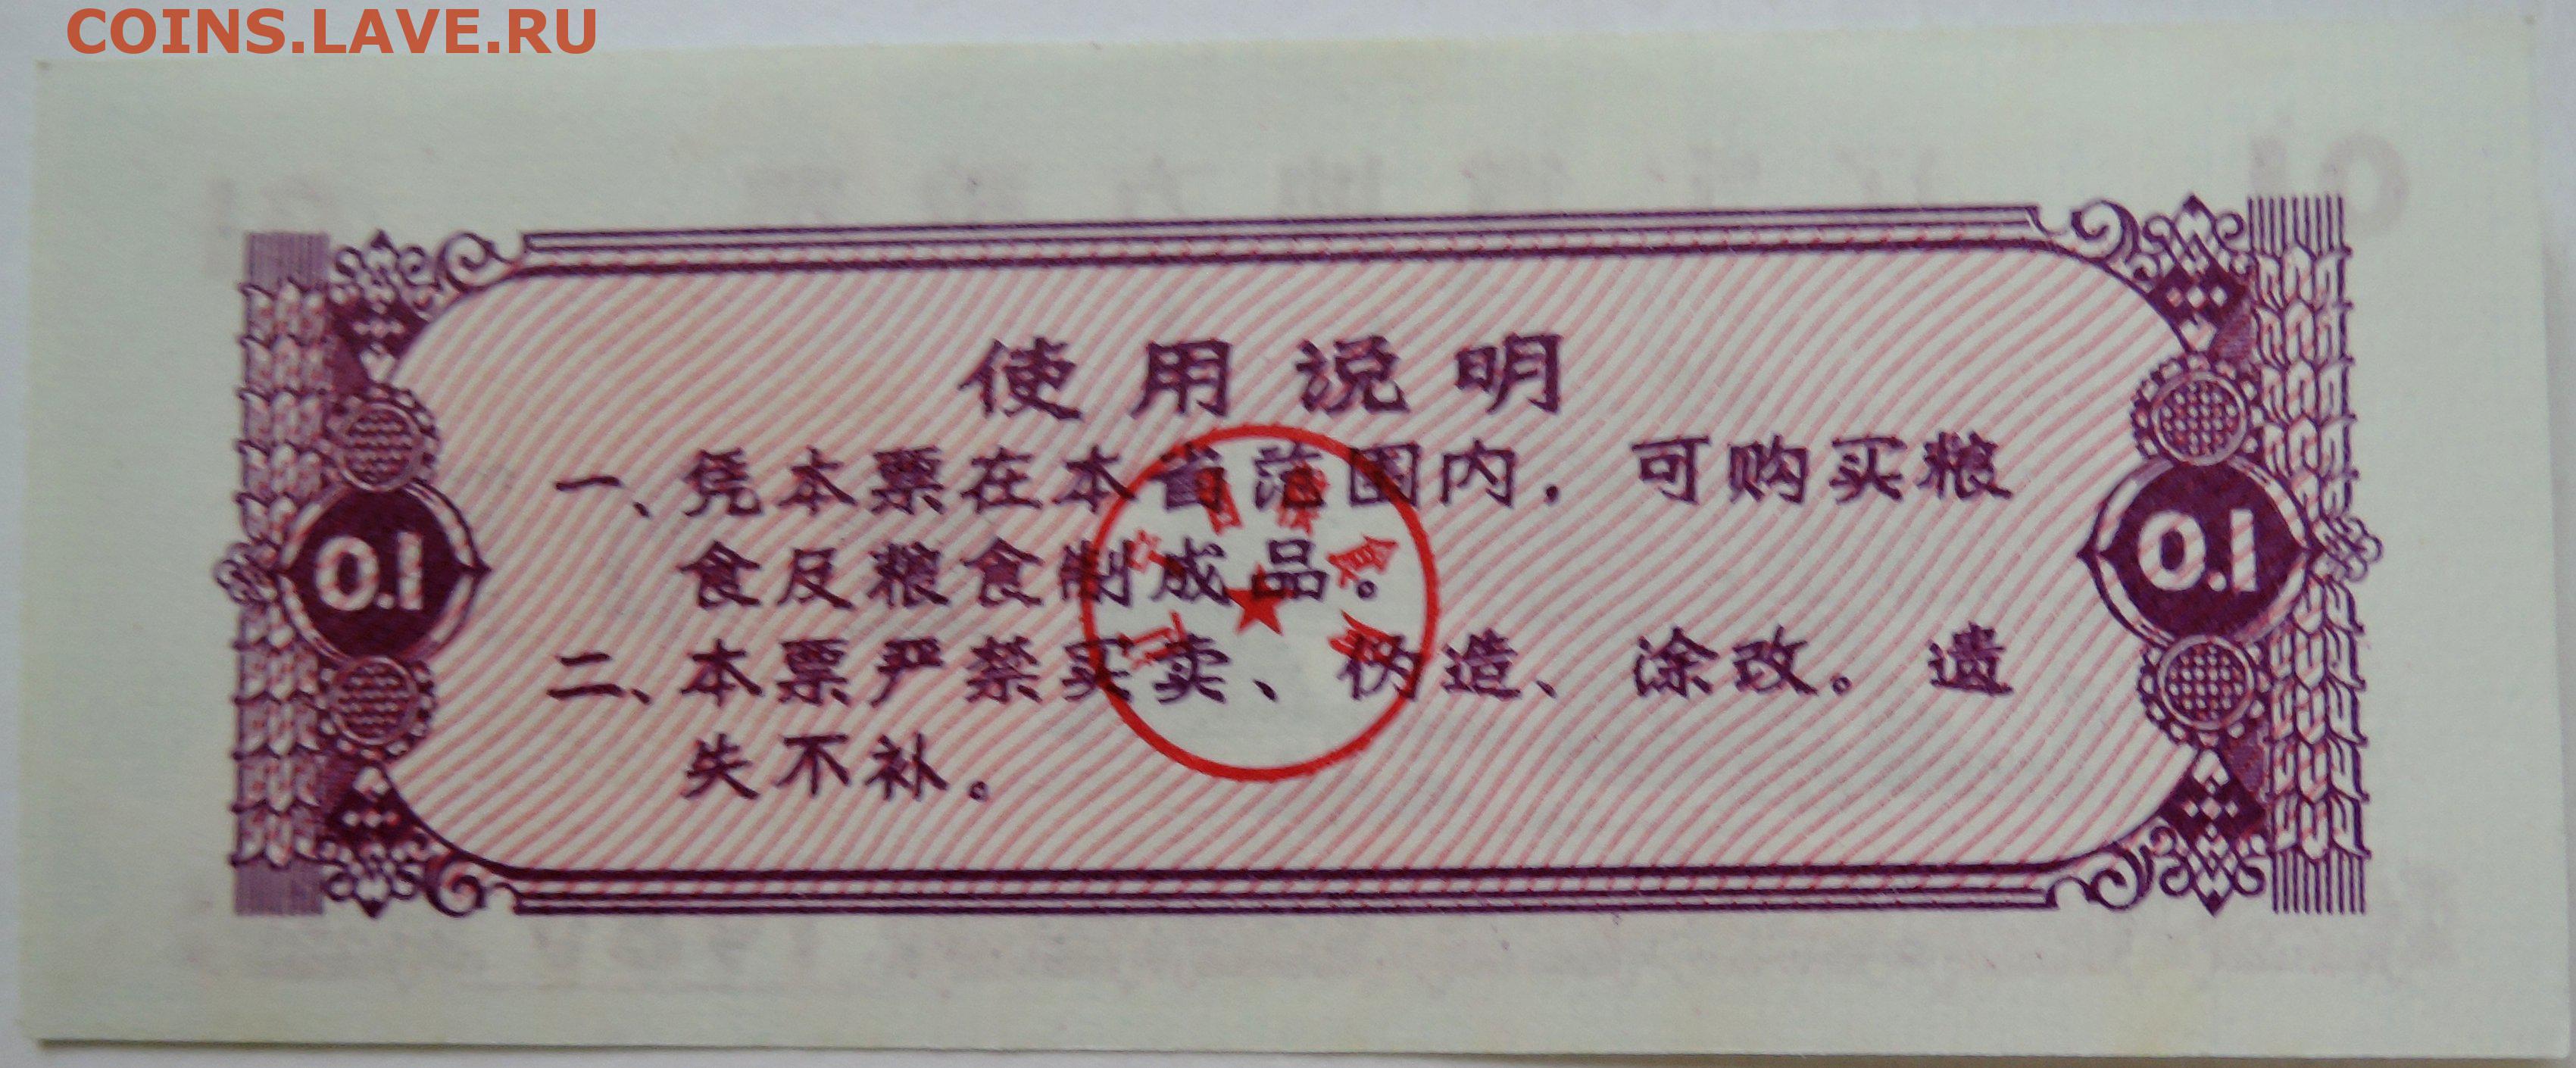 COINS.LAVE.RU
使用说明
0.1
一、凭本票在本省范围内．可购买粮
食及粮食制成品。
0.1
二、本票严禁买卖、伪造、涂改。遗
失不补。